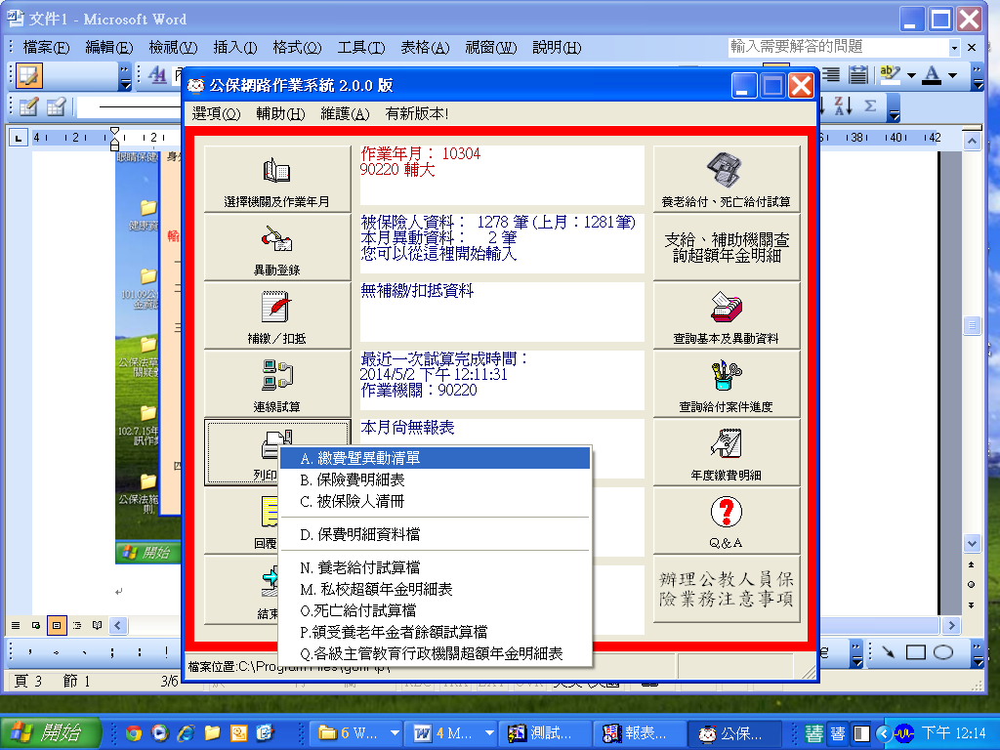 文件1 - Microsoft Word
檔案(F) 編輯(E) 檢視(V) 插入(I) 格式(O) 工具(T) 表格(A) 視窗(W) 說明(H)
輸入需要解答的問題
公保網路作業系統 2.0.0 版
選項(O) 輔助(H) 維護(A) 有新版本!
選擇機關及作業年月
作業年月： 10304
90220 輔大
養老給付、死亡給付試算
異動登錄
被保險人資料： 1278 筆 (上月：1281筆)
本月異動資料： 2 筆
您可以從這裡開始輸入
支給、補助機關查
詢超額年金明細
補繳／扣抵
無補繳/扣抵資料
查詢基本及異動資料
連線試算
最近一次試算完成時間：
2014/5/2 下午 12:11:31
作業機關：90220
查詢給付案件進度
列印
本月尚無報表
年度繳費明細
A. 繳費暨異動清單
B. 保險費明細表
C. 被保險人清冊
D. 保費明細資料檔
N. 養老給付試算檔
M. 私校超額年金明細表
O.死亡給付試算檔
P.領受養老年金者餘額試算檔
Q.各級主管教育行政機關超額年金明細表
回覆
Q&A
結束
辦理公教人員保
險業務注意事項
檔案位置:C:\Program Files\gonf\p\
開始
頁 3 節 1 3/6
開始
6 W...
4 M...
測試...
報表...
公保...
下午 12:14